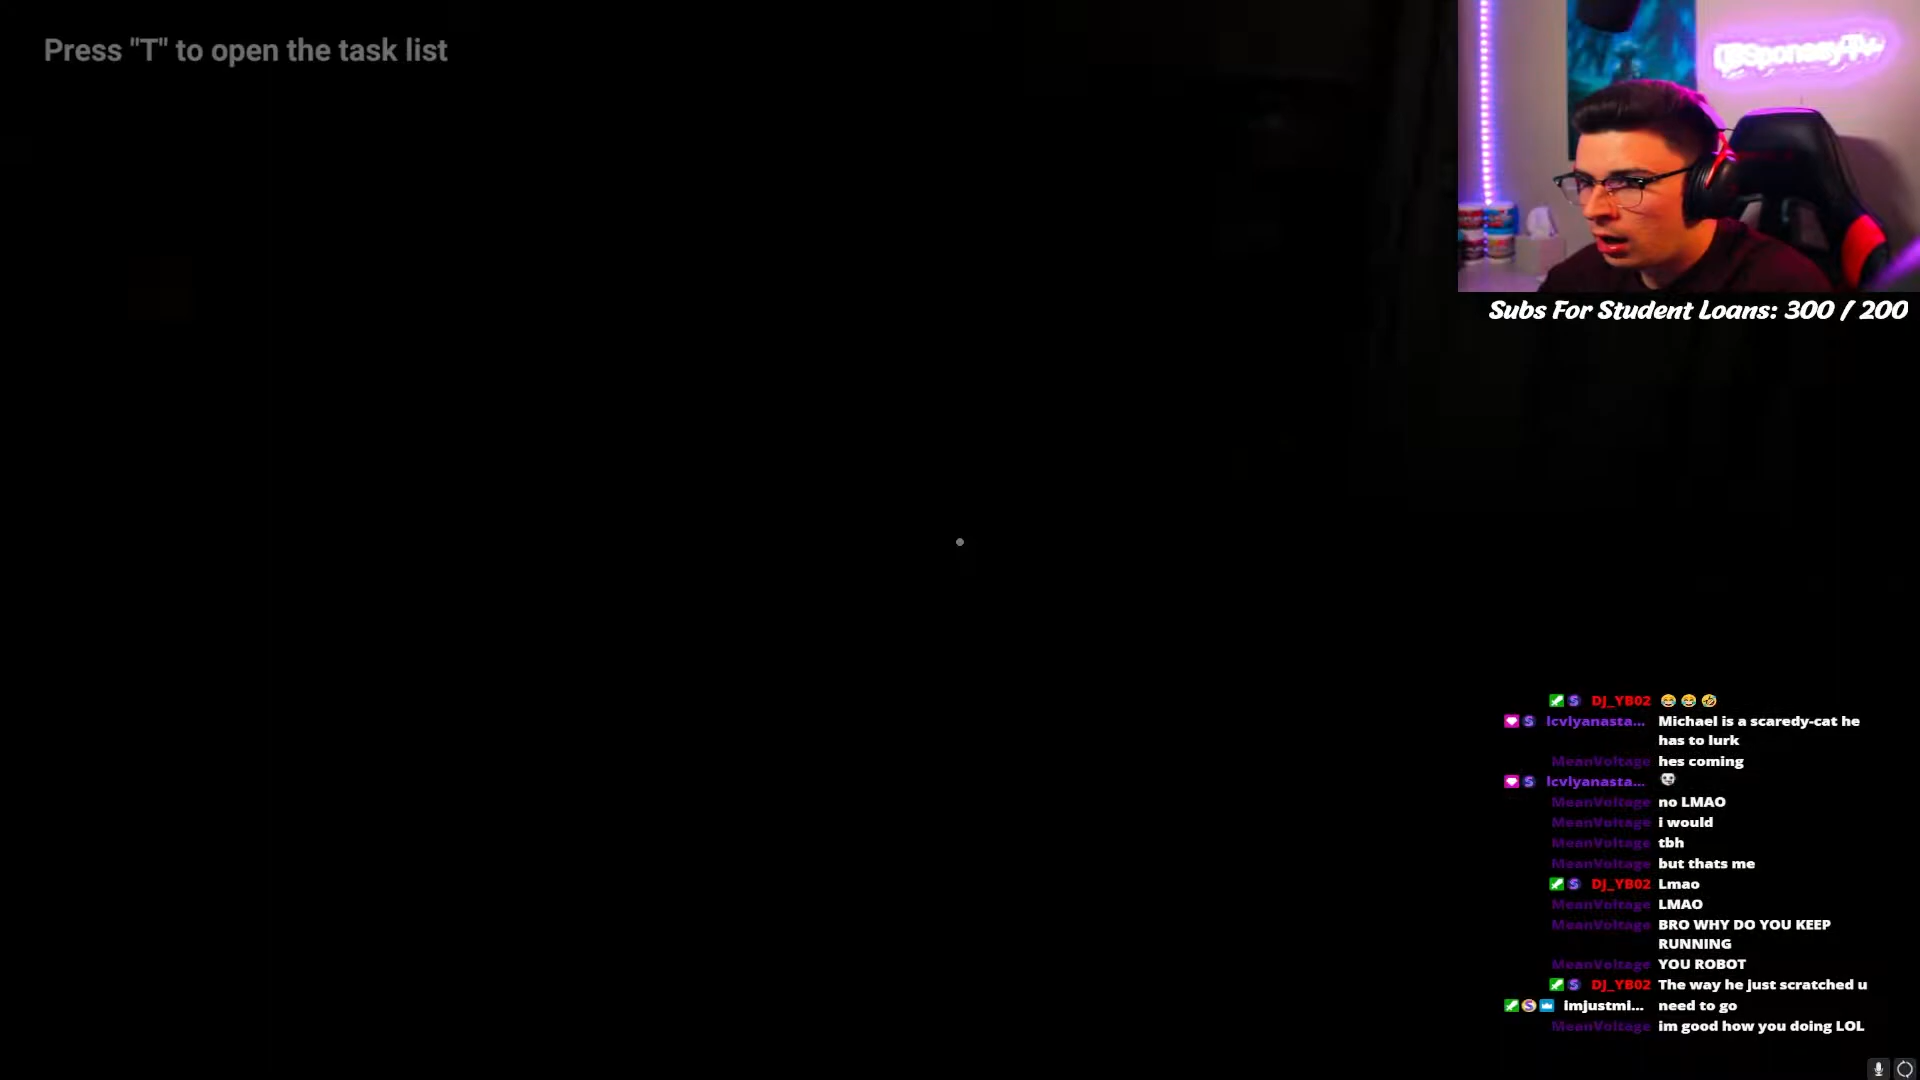 Press "T" to open the task list
Subs For Student Loans: 300 / 200
DJ_YB02 😂 😂 🤣
lcvlyanasta... Michael is a scaredy-cat he
has to lurk
MeanVoltage hes coming
lcvlyanasta...
MeanVoltage no LMAO
MeanVoltage i would
MeanVoltage tbh
MeanVoltage but thats me
DJ_YB02 Lmao
MeanVoltage LMAO
MeanVoltage BRO WHY DO YOU KEEP
RUNNING
MeanVoltage YOU ROBOT
DJ_YB02 The way he just scratched u
imjustmi... need to go
MeanVoltage im good how you doing LOL